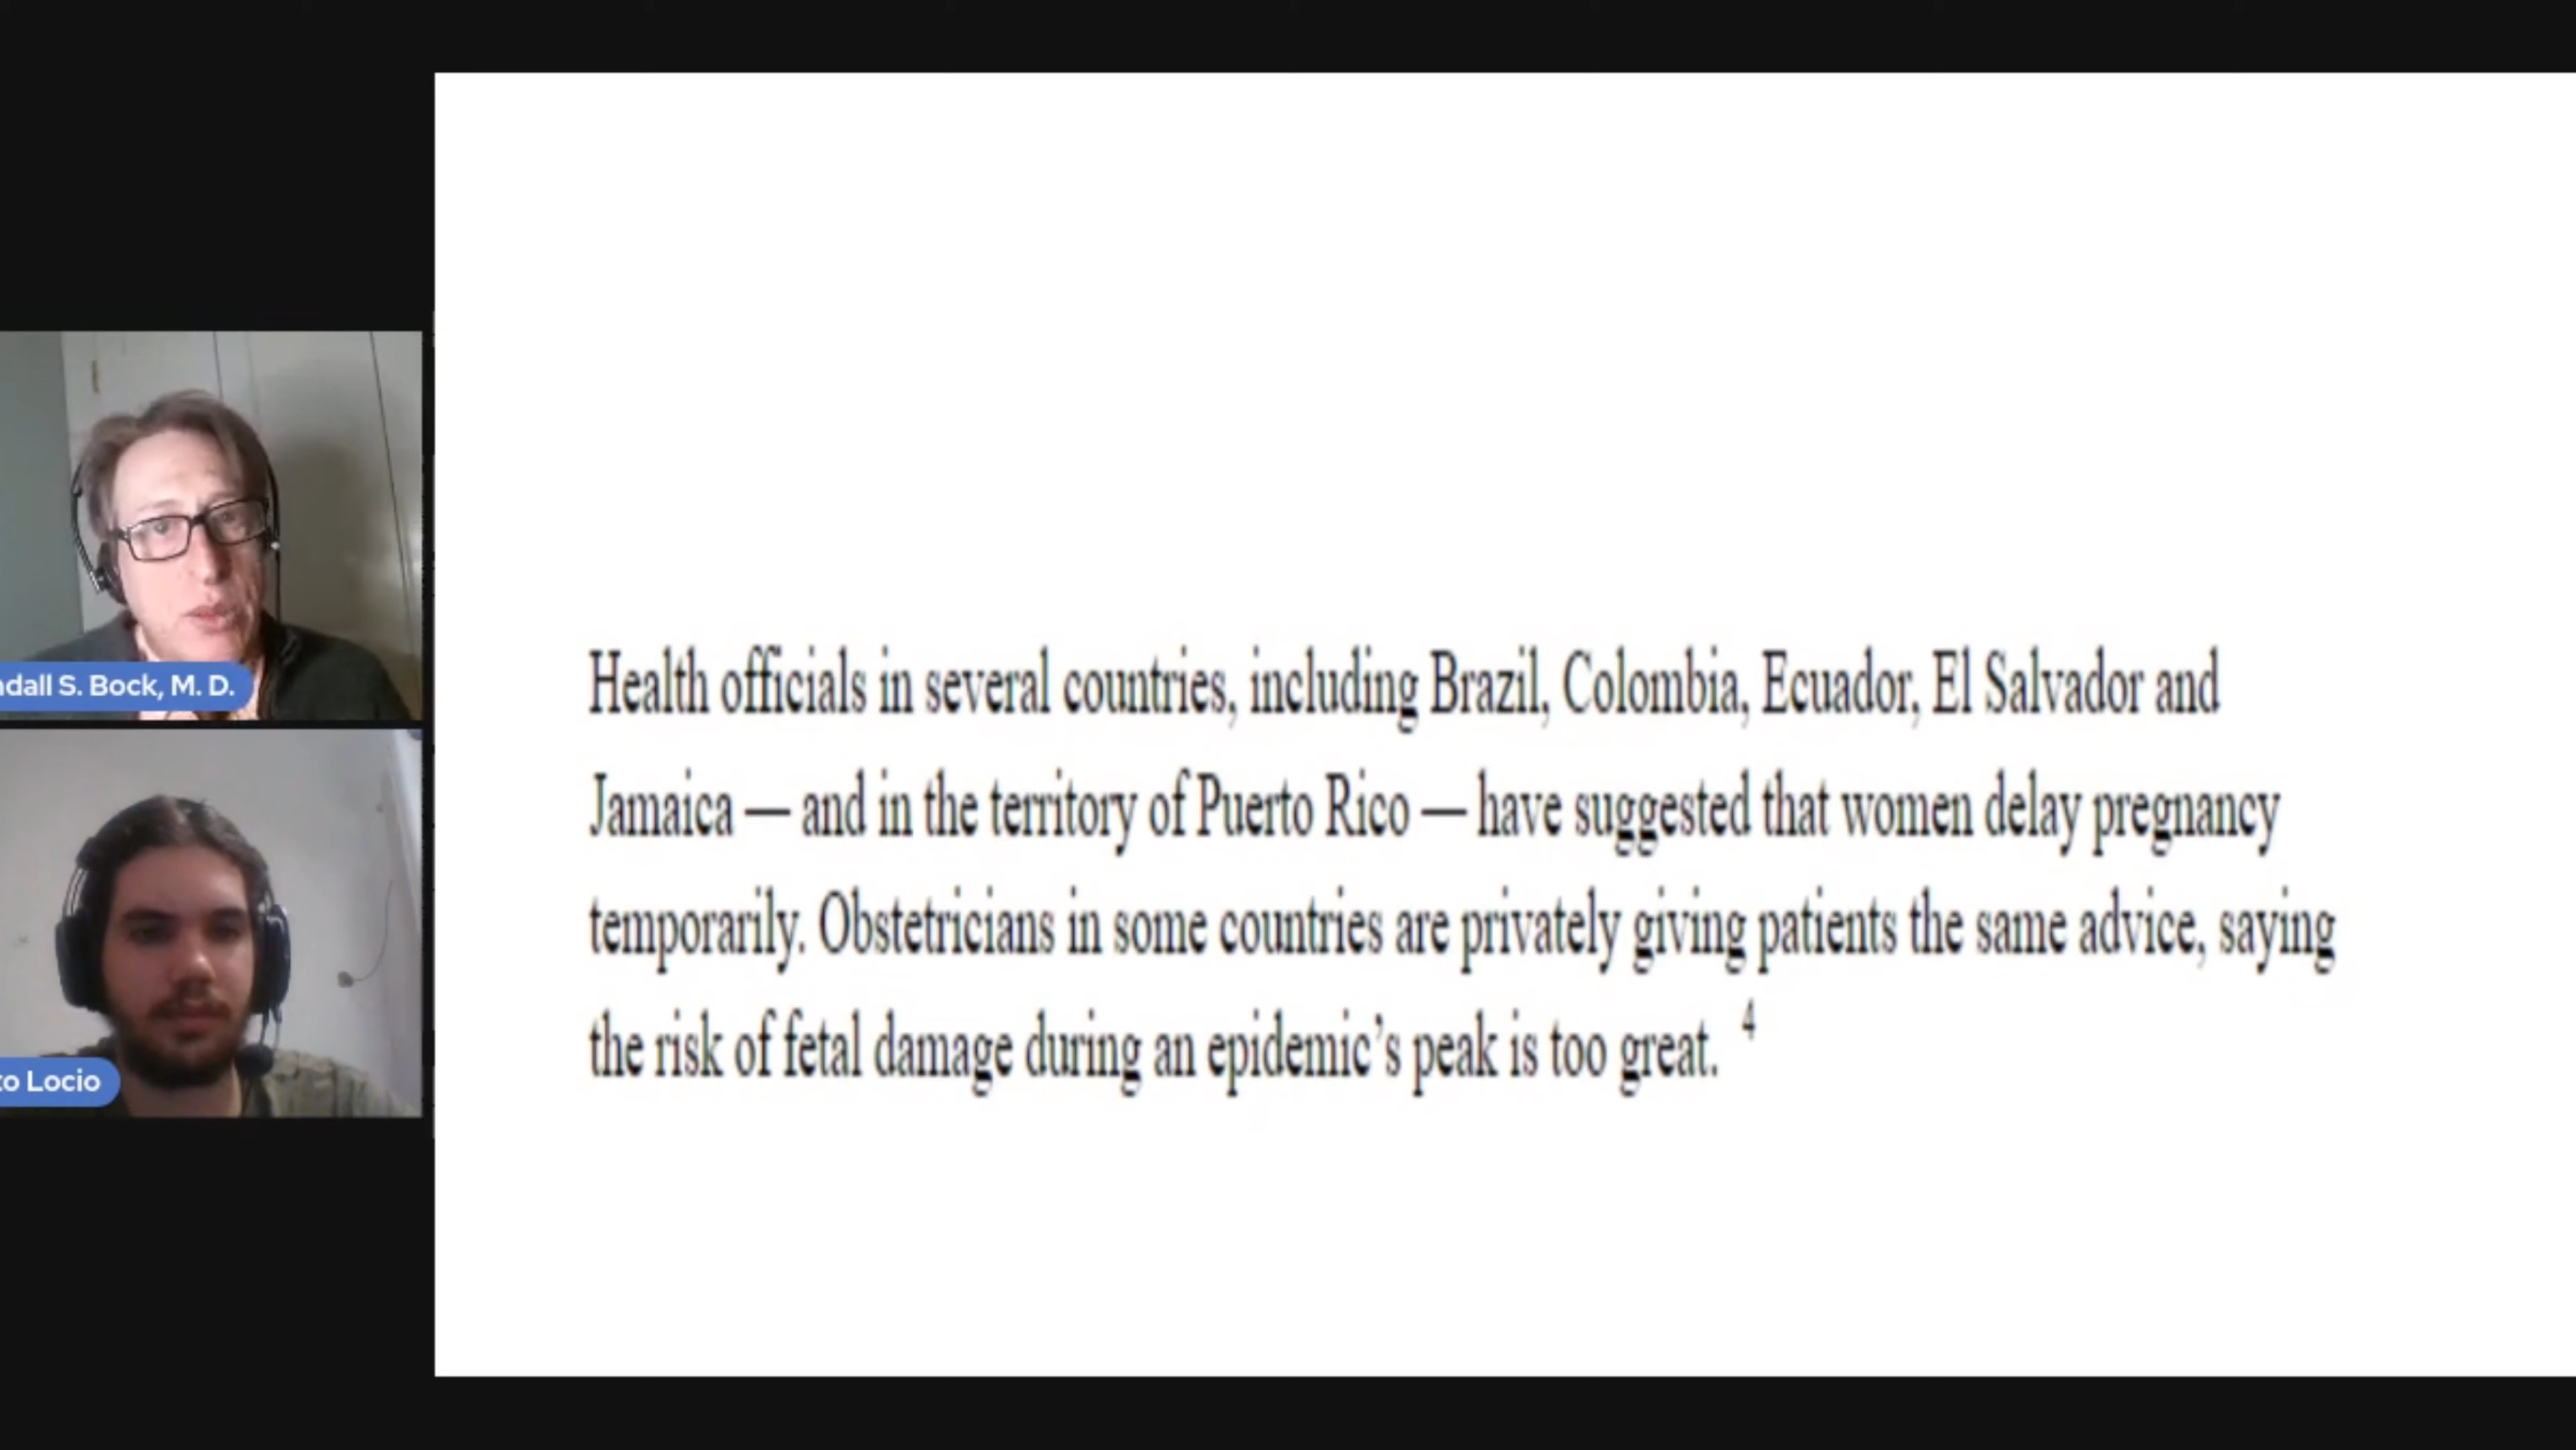 ndall S. Bock, M. D.
to Locio
Health officials in several countries, including Brazil, Colombia, Ecuador, El Salvador and
Jamaica — and in the territory of Puerto Rico — have suggested that women delay pregnancy
temporarily. Obstetricians in some countries are privately giving patients the same advice, saying
the risk of fetal damage during an epidemic’s peak is too great. 4